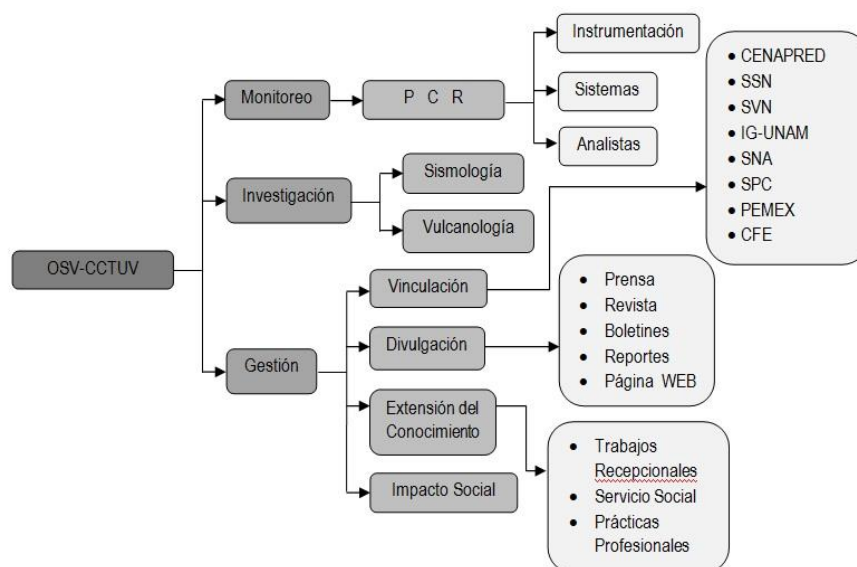 OSV-CCTUV
Monitoreo
P C R
Instrumentación
Sistemas
Analistas
Investigación
Sismología
Vulcanología
Gestión
Vinculación
• CENAPRED
• SSN
• SVN
• IG-UNAM
• SNA
• SPC
• PEMEX
• CFE
Divulgación
• Prensa
• Revista
• Boletines
• Reportes
• Página WEB
Extensión del
Conocimiento
• Trabajos
Recepcionales
• Servicio Social
• Prácticas
Profesionales
Impacto Social